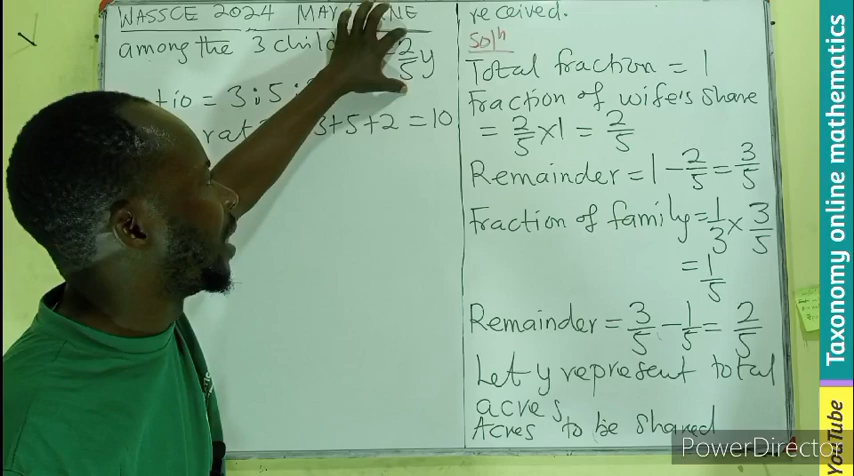 WASSCE 2024 MAY
among the 3 child
2/5 y
tio = 3 : 5 :
rat 3+5+2 = 10
received.
Soln
Total fraction = 1
Fraction of wife's share
= 2/5 × 1 = 2/5
Remainder = 1 - 2/5 = 3/5
Fraction of family = 1/3 × 3/5
= 1/5
Remainder = 3/5 - 1/5 = 2/5
Let y represent total
acres
Acres to be shared
PowerDirector
Taxonomy online mathematics
YouTube